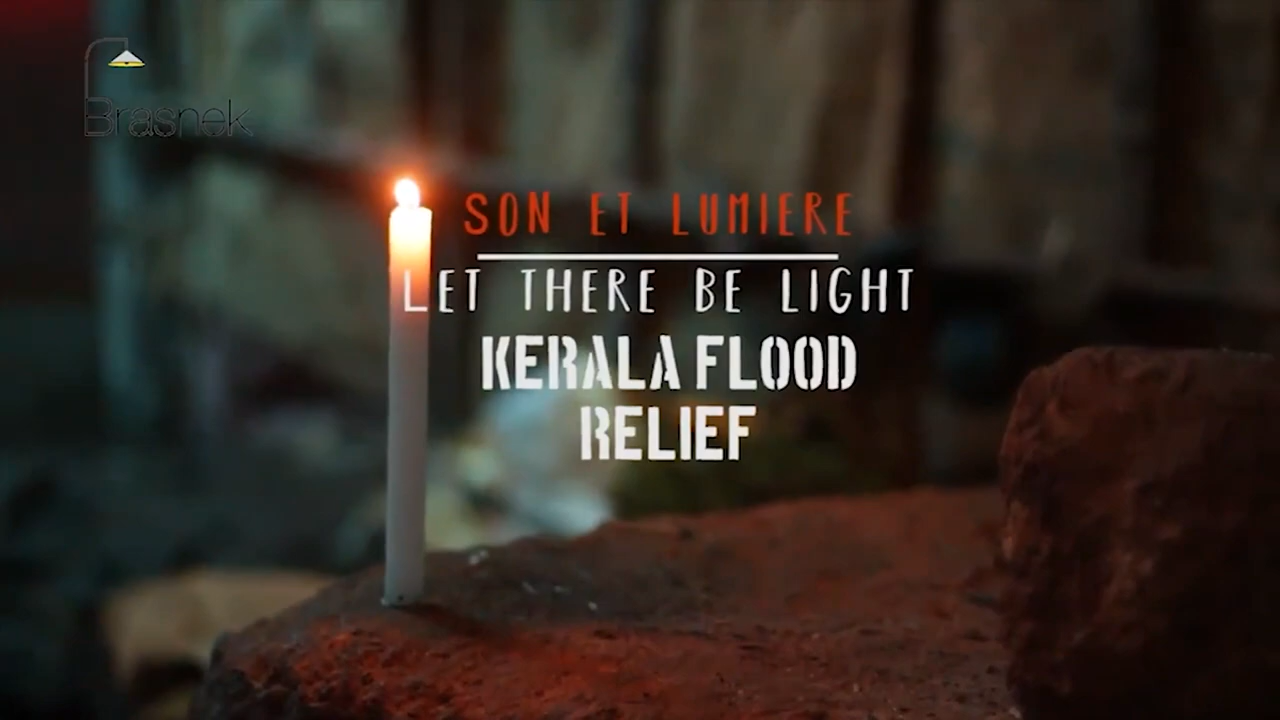 Brasnek
SON ET LUMIERE
LET THERE BE LIGHT
KERALA FLOOD
RELIEF